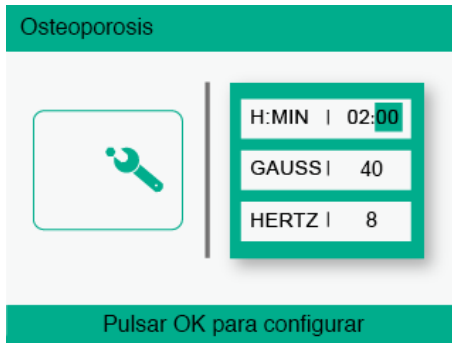 Osteoporosis
H:MIN | 02:00
GAUSS | 40
HERTZ | 8
Pulsar OK para configurar